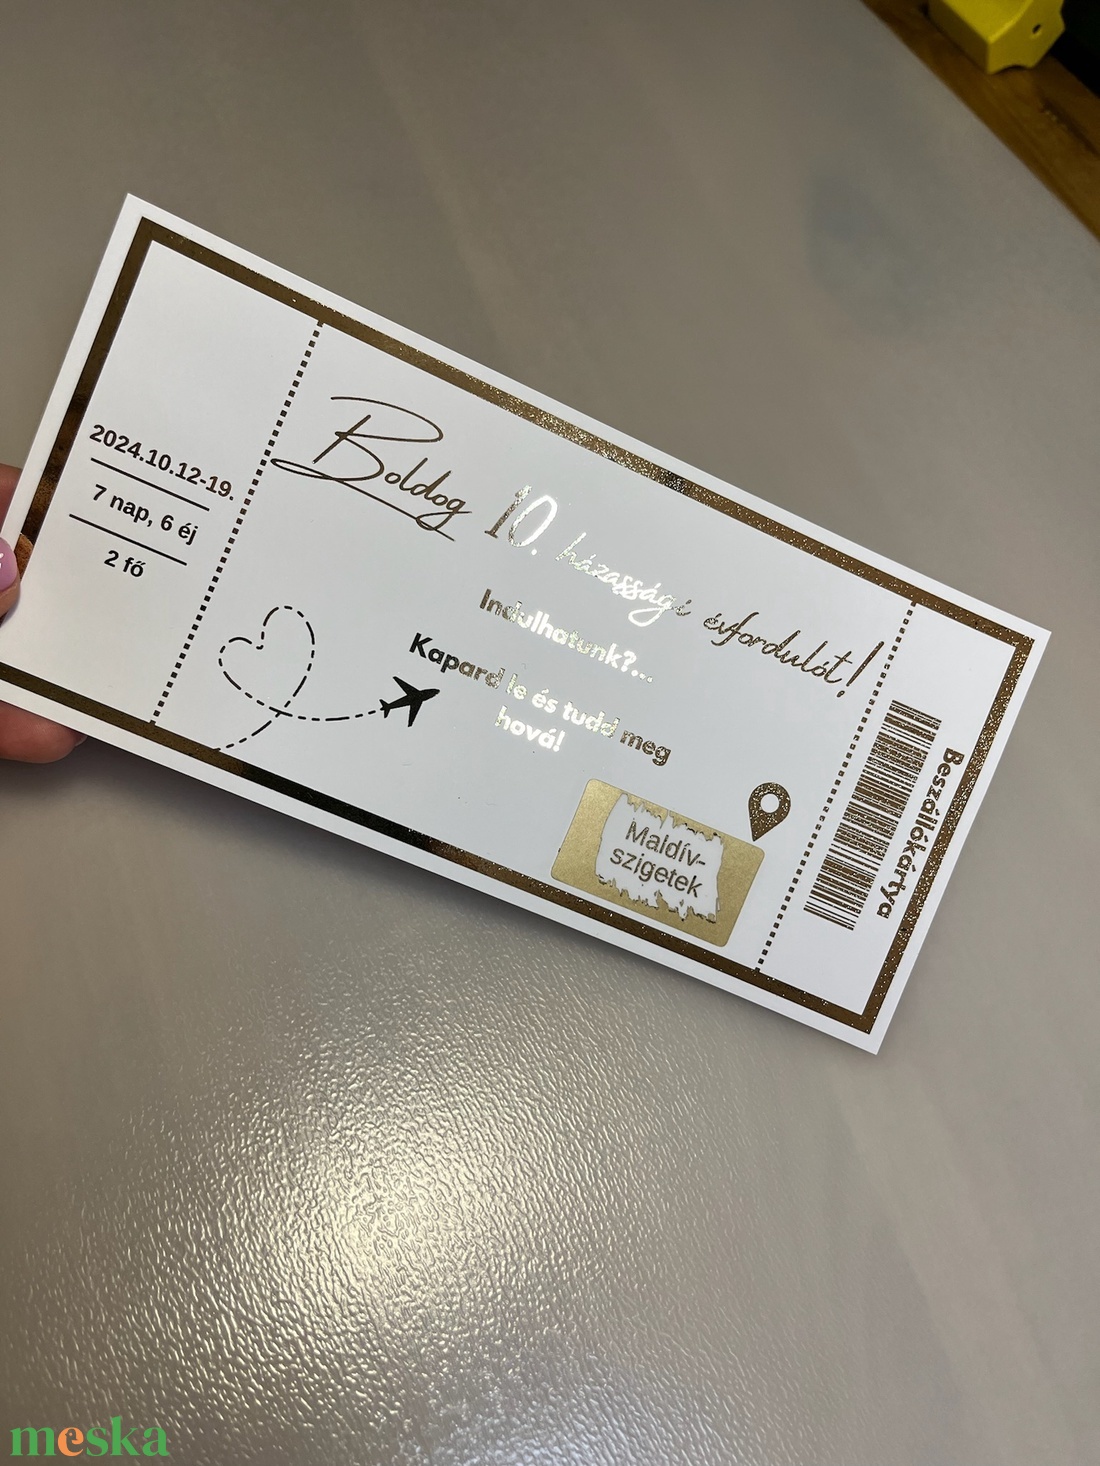 2024.10.12-19.
7 nap, 6 éj
2 fő
Boldog 10. házassági évfordulót!
Indulhatunk?...
Kapard le és tudd meg
hová!
Maldív-
szigetek
Beszállókártya
meska